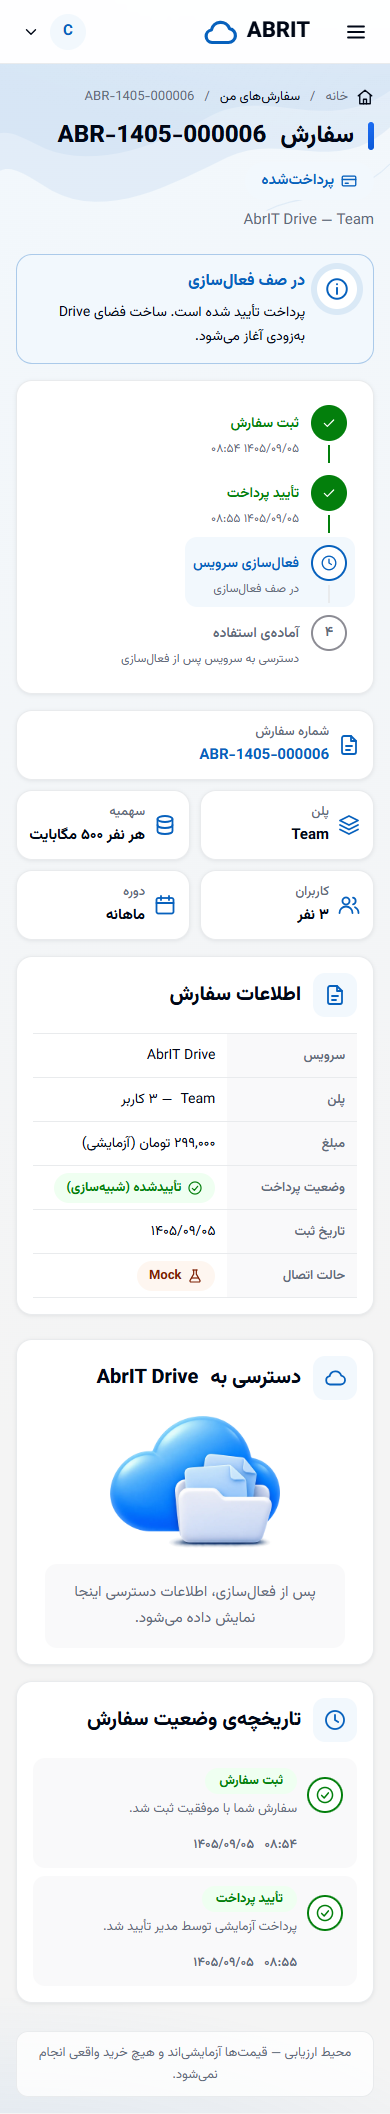 ABRIT
C
خانه / سفارش‌های من / ABR-1405-000006
سفارش ABR-1405-000006
پرداخت‌شده
AbrIT Drive — Team
در صف فعال‌سازی
پرداخت تأیید شده است. ساخت فضای Drive
به‌زودی آغاز می‌شود.
ثبت سفارش
۱۴۰۵/۰۹/۰۵ ۰۸:۵۴
تأیید پرداخت
۱۴۰۵/۰۹/۰۵ ۰۸:۵۵
فعال‌سازی سرویس
در صف فعال‌سازی
۴
آماده‌ی استفاده
دسترسی به سرویس پس از فعال‌سازی
شماره سفارش
ABR-1405-000006
پلن
Team
سهمیه
هر نفر ۵۰۰ مگابایت
کاربران
۳ نفر
دوره
ماهانه
اطلاعات سفارش
سرویس AbrIT Drive
پلن Team — ۳ کاربر
مبلغ ۲۹۹٬۰۰۰ تومان (آزمایشی)
وضعیت پرداخت تأییدشده (شبیه‌سازی)
تاریخ ثبت ۱۴۰۵/۰۹/۰۵
حالت اتصال Mock
دسترسی به AbrIT Drive
پس از فعال‌سازی، اطلاعات دسترسی اینجا
نمایش داده می‌شود.
تاریخچه‌ی وضعیت سفارش
ثبت سفارش
سفارش شما با موفقیت ثبت شد.
۰۸:۵۴ ۱۴۰۵/۰۹/۰۵
تأیید پرداخت
پرداخت آزمایشی توسط مدیر تأیید شد.
۰۸:۵۵ ۱۴۰۵/۰۹/۰۵
محیط ارزیابی — قیمت‌ها آزمایشی‌اند و هیچ خرید واقعی انجام
نمی‌شود.